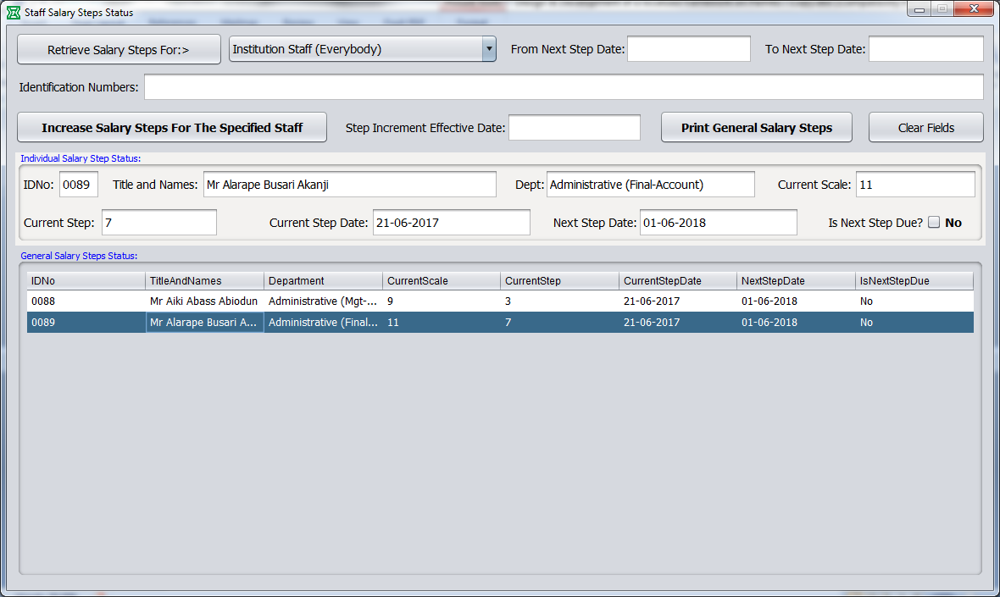 Staff Salary Steps Status
Retrieve Salary Steps For:> Institution Staff (Everybody) From Next Step Date: To Next Step Date:
Identification Numbers:
Increase Salary Steps For The Specified Staff Step Increment Effective Date: Print General Salary Steps Clear Fields
Individual Salary Step Status:
IDNo: 0089 Title and Names: Mr Alarape Busari Akanji Dept: Administrative (Final-Account) Current Scale: 11
Current Step: 7 Current Step Date: 21-06-2017 Next Step Date: 01-06-2018 Is Next Step Due? No
General Salary Steps Status:
IDNo TitleAndNames Department CurrentScale CurrentStep CurrentStepDate NextStepDate IsNextStepDue
0088 Mr Aiki Abass Abiodun Administrative (Mgt-... 9 3 21-06-2017 01-06-2018 No
0089 Mr Alarape Busari A... Administrative (Final... 11 7 21-06-2017 01-06-2018 No